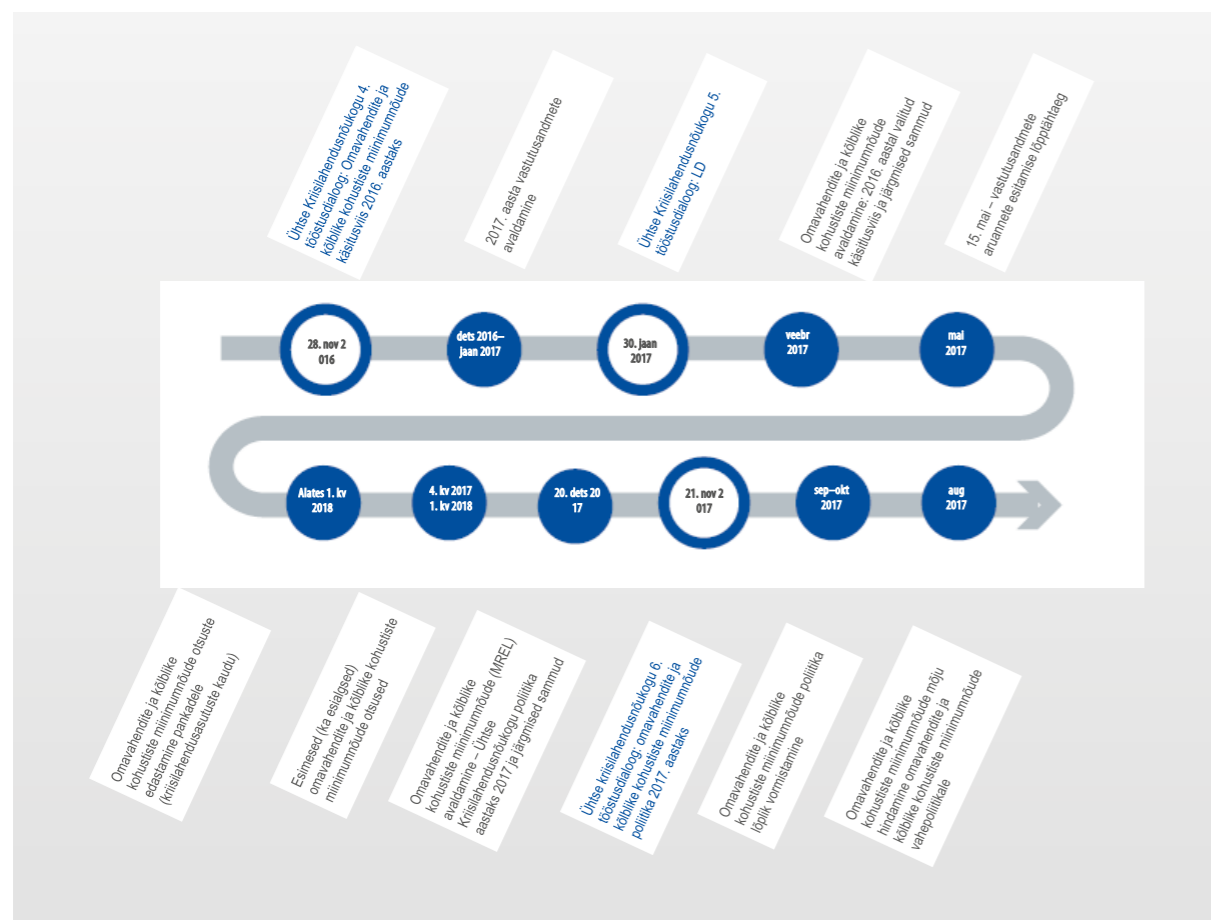 Ühtse Kriisilahendusnõukogu 4.
tööstusdialoog: Omavahendite ja
kõlblike kohustiste miinimumnõude
käsitusviis 2016. aastaks
2017. aasta vastutusandmete
avaldamine
Ühtse Kriisilahendusnõukogu 5.
tööstusdialoog: LD
Omavahendite ja kõlblike
kohustiste miinimumnõude
avaldamine: 2016. aastal valitud
käsitlusviis ja järgmised sammud
15. mai – vastutusandmete
aruannete esitamise lõpptähtaeg
28. nov 2
016
dets 2016–
jaan 2017
30. jaan
2017
veebr
2017
mai
2017
Alates 1. kv
2018
4. kv 2017
1. kv 2018
20. dets 20
17
21. nov 2
017
sep–okt
2017
aug
2017
Omavahendite ja kõlblike
kohustiste miinimumnõude otsuste
edastamine pankadele
(kriisilahendusasutuste kaudu)
Esimesed (ka esialgsed)
omavahendite ja kõlblike kohustiste
miinimumnõude otsused
Omavahendite ja kõlblike
kohustiste miinimumnõude (MREL)
avaldamine – Ühtse
Kriisilahendusnõukogu poliitika
aastaks 2017 ja järgmised sammud
Ühtse kriisilahendusnõukogu 6.
tööstusdialoog: omavahendite ja
kõlblike kohustiste miinimumnõude
poliitika 2017. aastaks
Omavahendite ja kõlblike
kohustiste miinimumnõude poliitika
lõplik vormistamine
Omavahendite ja kõlblike
kohustiste miinimumnõude mõju
hindamine omavahendite ja
kõlblike kohustiste miinimumnõude
vahepoliitikale